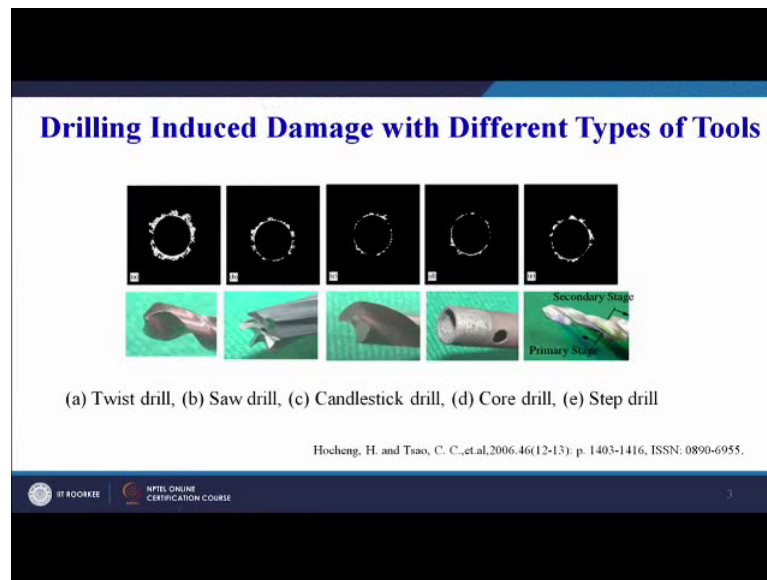 Drilling Induced Damage with Different Types of Tools
Secondary Stage
Primary Stage
(a) Twist drill, (b) Saw drill, (c) Candlestick drill, (d) Core drill, (e) Step drill
Hocheng, H. and Tsao, C. C.,et.al,2006.46(12-13): p. 1403-1416, ISSN: 0890-6955.
IIT ROORKEE
NPTEL ONLINE
CERTIFICATION COURSE
3